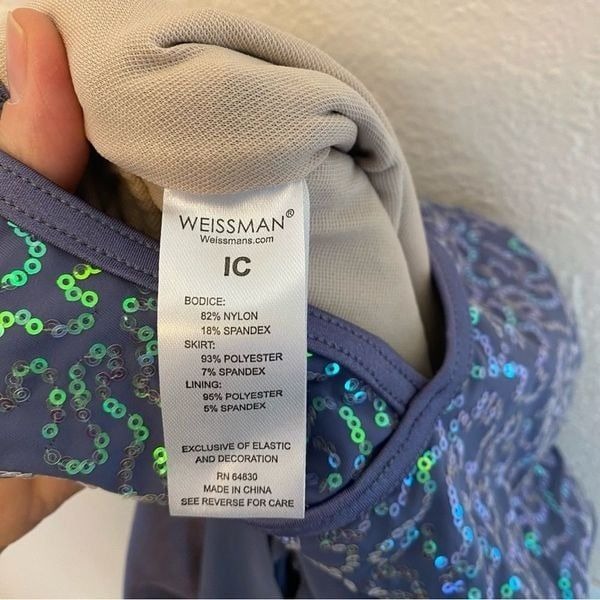 WEISSMAN®
Weissmans.com
IC
BODICE:
82% NYLON
18% SPANDEX
SKIRT:
93% POLYESTER
7% SPANDEX
LINING:
95% POLYESTER
5% SPANDEX
EXCLUSIVE OF ELASTIC
AND DECORATION
RN 64830
MADE IN CHINA
SEE REVERSE FOR CARE